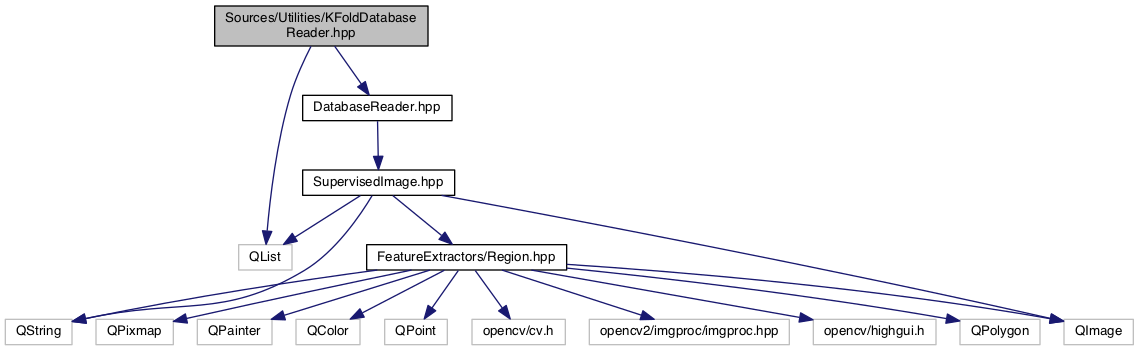 Sources/Utilities/KFoldDatabase
Reader.hpp
DatabaseReader.hpp
SupervisedImage.hpp
QList
FeatureExtractors/Region.hpp
QString
QPixmap
QPainter
QColor
QPoint
opencv/cv.h
opencv2/imgproc/imgproc.hpp
opencv/highgui.h
QPolygon
QImage